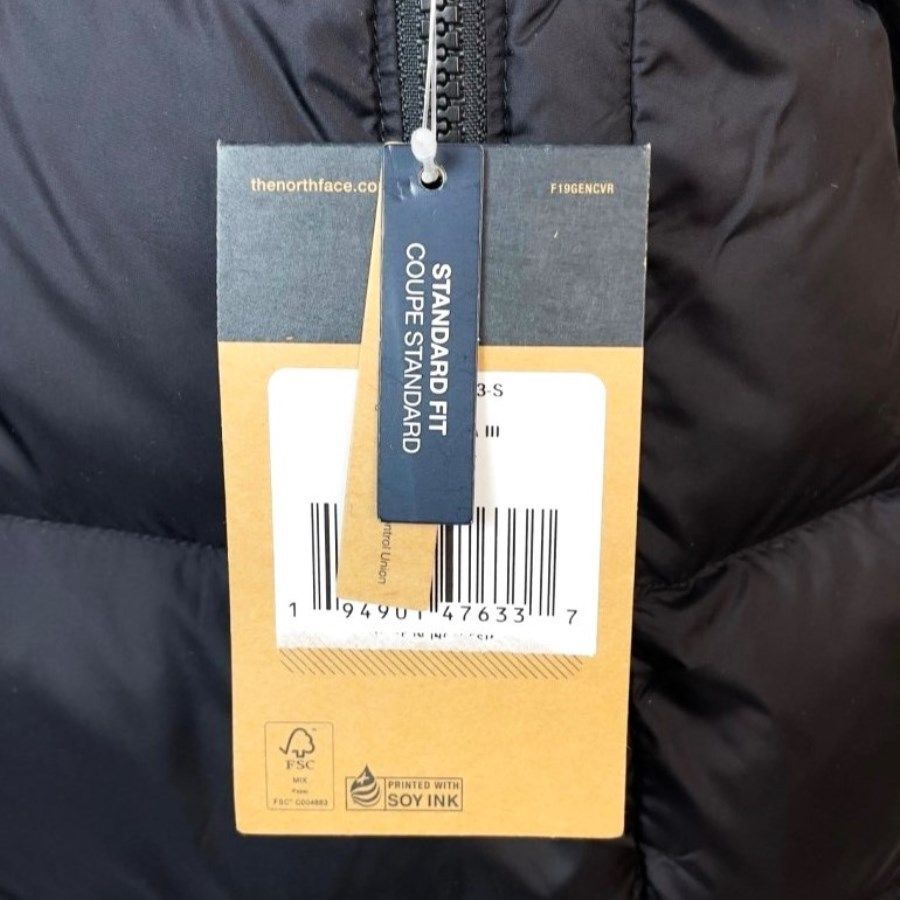 thenorthface.co
F19GENCVR
STANDARD FIT
COUPE STANDARD
3-S
III
ntrol Union
1 94901 47633 7
FSC
MIX
Paper
FSC® C004883
PRINTED WITH
SOY INK